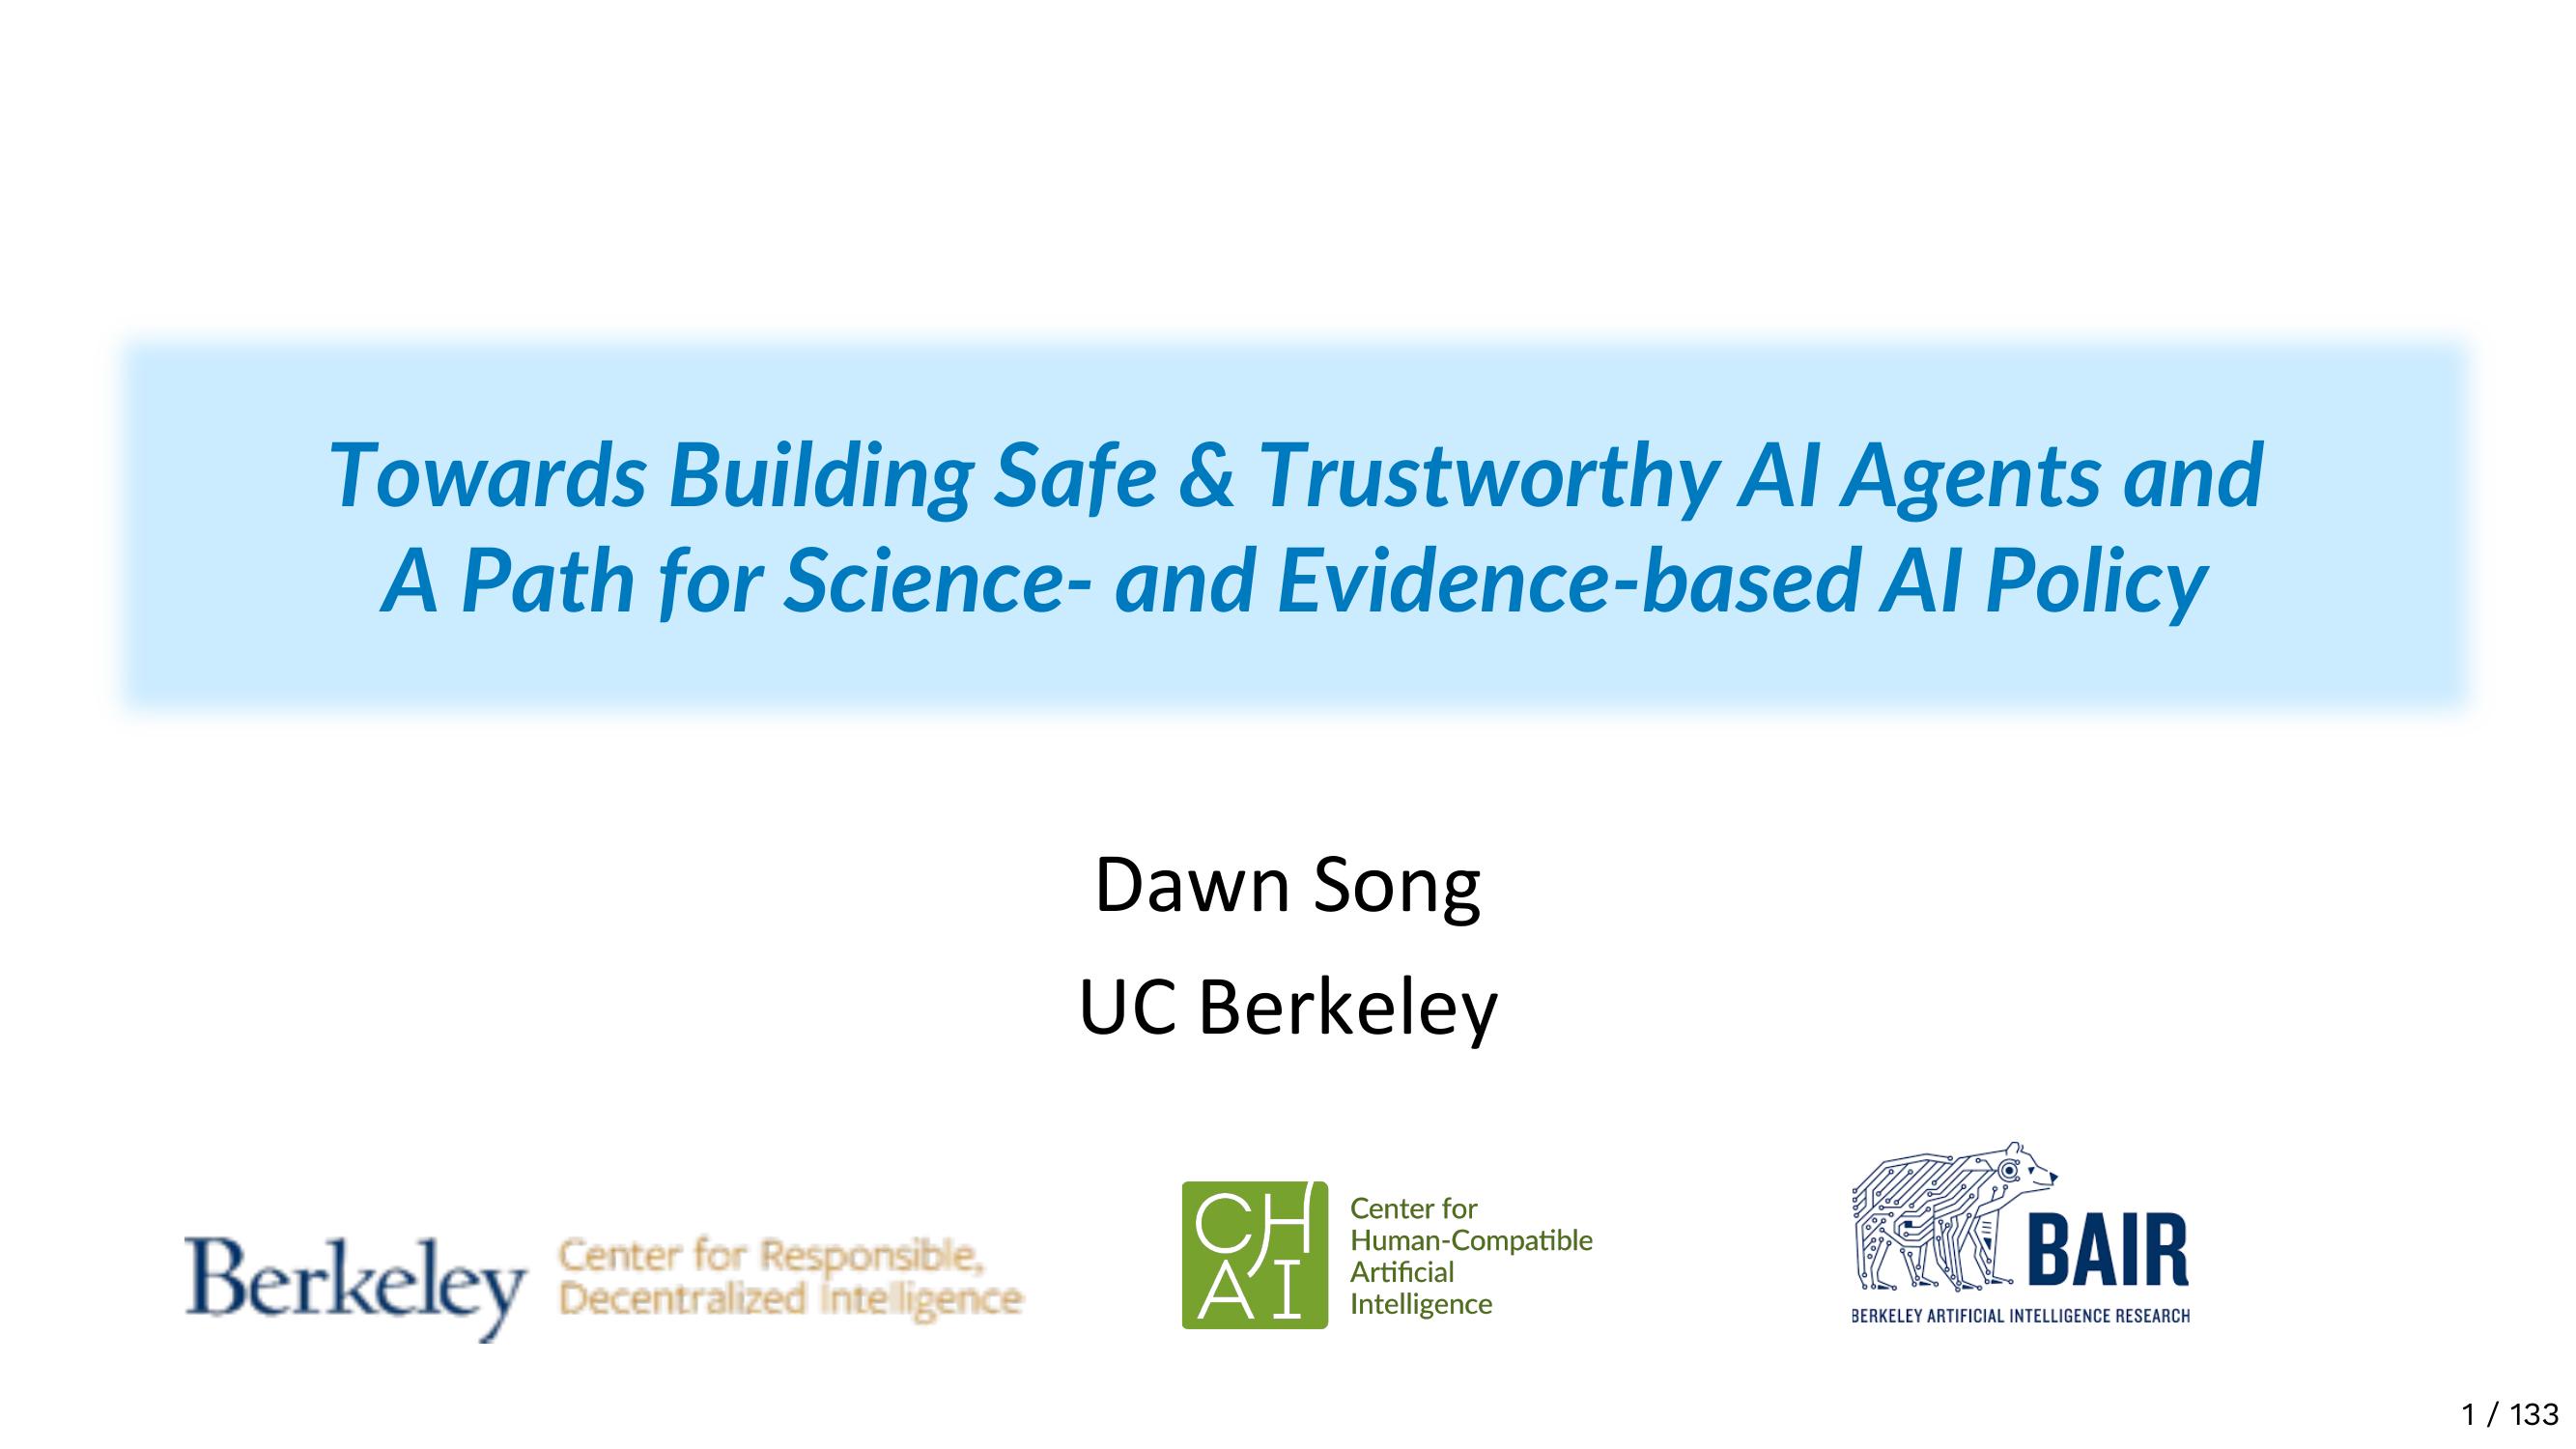 Towards Building Safe & Trustworthy AI Agents and
A Path for Science- and Evidence-based AI Policy
Dawn Song
UC Berkeley
Berkeley
Center for Responsible,
Decentralized Intelligence
CH
AI
Center for
Human-Compatible
Artificial
Intelligence
BAIR
BERKELEY ARTIFICIAL INTELLIGENCE RESEARCH
1 / 133